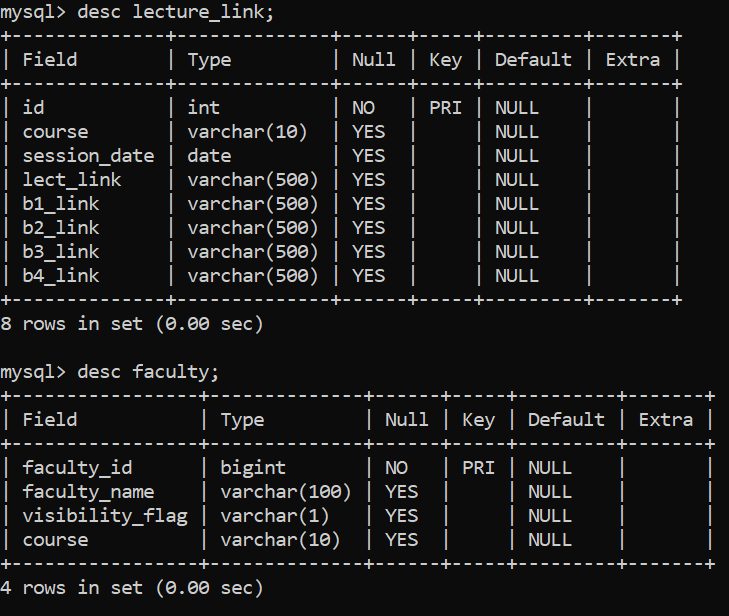 mysql> desc lecture_link;
+--------------+--------------+------+-----+---------+-------+
| Field        | Type         | Null | Key | Default | Extra |
+--------------+--------------+------+-----+---------+-------+
| id           | int          | NO   | PRI | NULL    |       |
| course       | varchar(10)  | YES  |     | NULL    |       |
| session_date | date         | YES  |     | NULL    |       |
| lect_link    | varchar(500) | YES  |     | NULL    |       |
| b1_link      | varchar(500) | YES  |     | NULL    |       |
| b2_link      | varchar(500) | YES  |     | NULL    |       |
| b3_link      | varchar(500) | YES  |     | NULL    |       |
| b4_link      | varchar(500) | YES  |     | NULL    |       |
+--------------+--------------+------+-----+---------+-------+
8 rows in set (0.00 sec)
mysql> desc faculty;
+-----------------+--------------+------+-----+---------+-------+
| Field           | Type         | Null | Key | Default | Extra |
+-----------------+--------------+------+-----+---------+-------+
| faculty_id      | bigint       | NO   | PRI | NULL    |       |
| faculty_name    | varchar(100) | YES  |     | NULL    |       |
| visibility_flag | varchar(1)   | YES  |     | NULL    |       |
| course          | varchar(10)  | YES  |     | NULL    |       |
+-----------------+--------------+------+-----+---------+-------+
4 rows in set (0.00 sec)